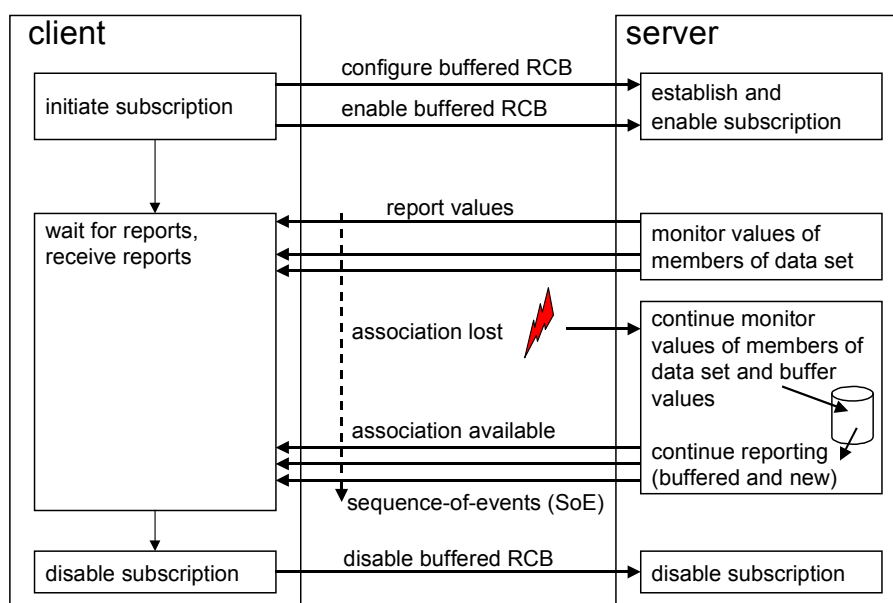 client
server
configure buffered RCB
initiate subscription
enable buffered RCB
establish and
enable subscription
report values
wait for reports,
receive reports
monitor values of
members of data set
association lost
continue monitor
values of members of
data set and buffer
values
association available
continue reporting
(buffered and new)
sequence-of-events (SoE)
disable subscription
disable buffered RCB
disable subscription